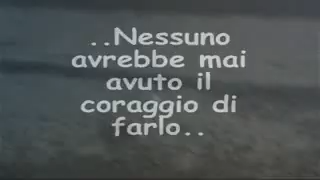 ..Nessuno
avrebbe mai
avuto il
coraggio di
farlo..